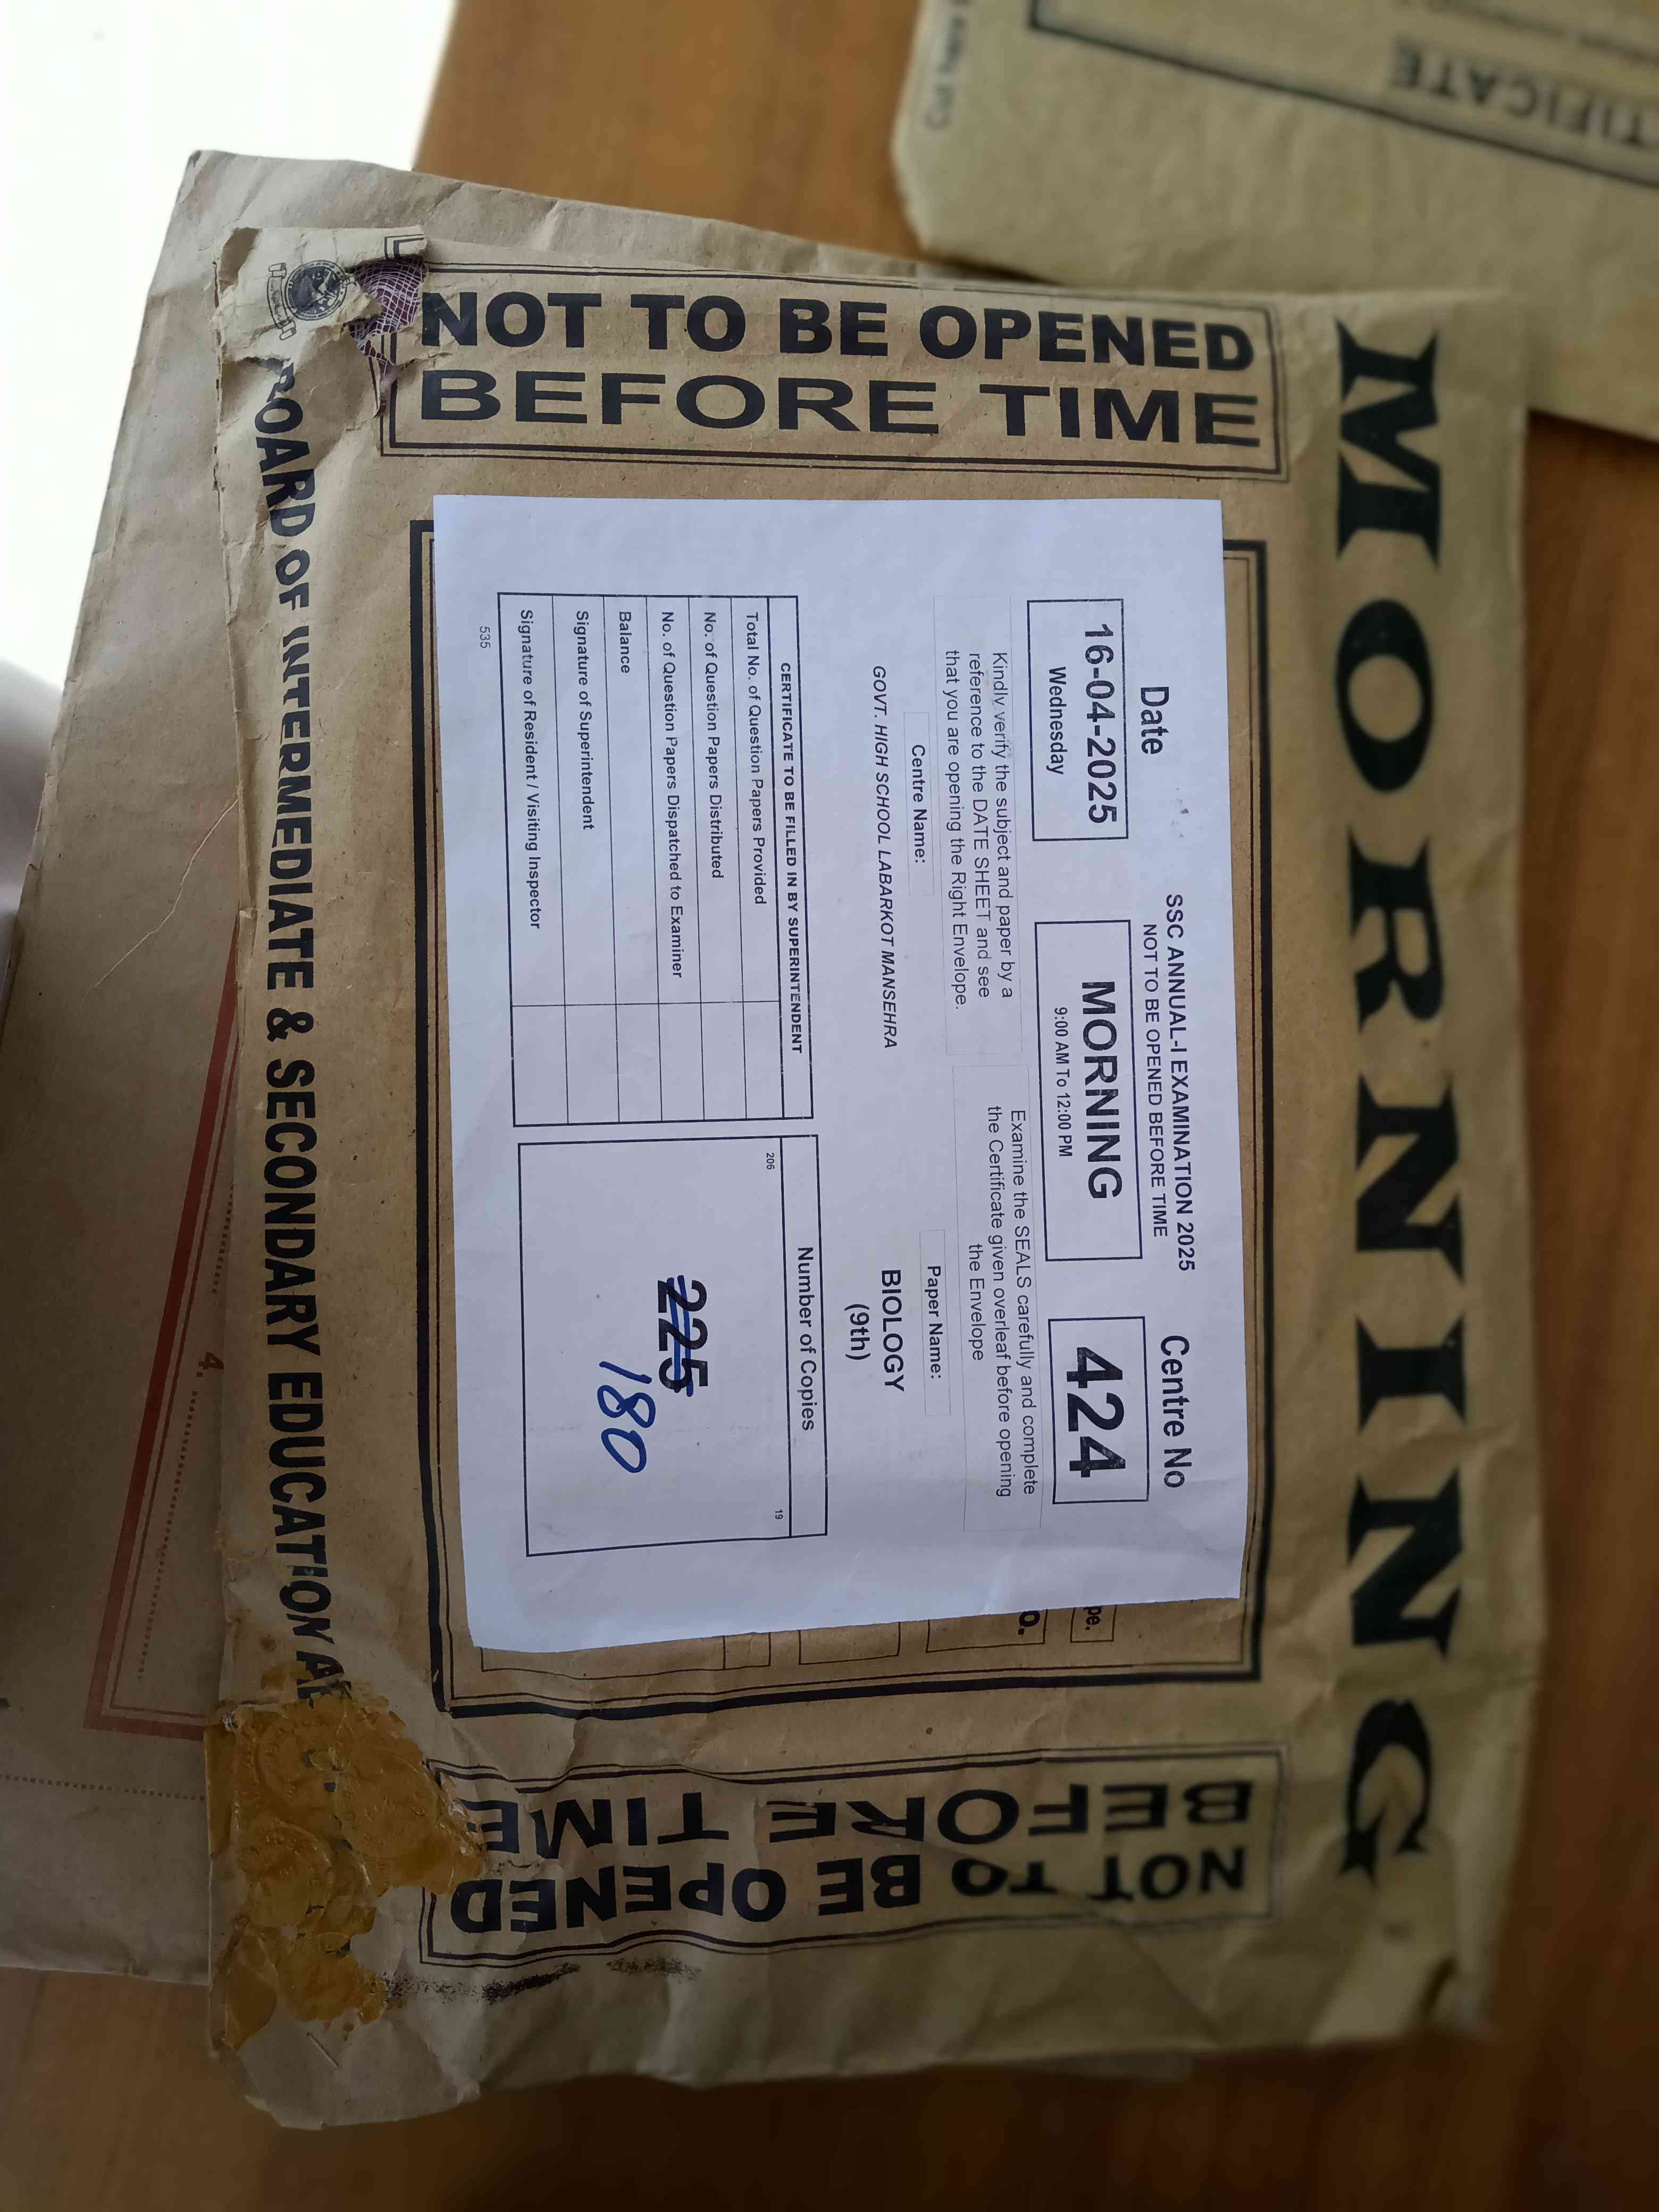 MORNING
NOT TO BE OPENED
BEFORE TIME
SSC ANNUAL-I EXAMINATION 2025
NOT TO BE OPENED BEFORE TIME
Date
16-04-2025
Wednesday
MORNING
9:00 AM To 12:00 PM
Centre No
424
Kindly verify the subject and paper by a
reference to the DATE SHEET and see
that you are opening the Right Envelope.
Examine the SEALS carefully and complete
the Certificate given overleaf before opening
the Envelope
Centre Name:
GOVT. HIGH SCHOOL LABARKOT MANSEHRA
Paper Name:
BIOLOGY
(9th)
CERTIFICATE TO BE FILLED IN BY SUPERINTENDENT
Total No. of Question Papers Provided
No. of Question Papers Distributed
No. of Question Papers Dispatched to Examiner
Balance
Signature of Superintendent
Signature of Resident / Visiting Inspector
535
Number of Copies
206
19
225
180
pe.
O.
NOT TO BE OPENED
BEFORE TIME
BOARD OF INTERMEDIATE & SECONDARY EDUCATION A
4.
TIFICATE